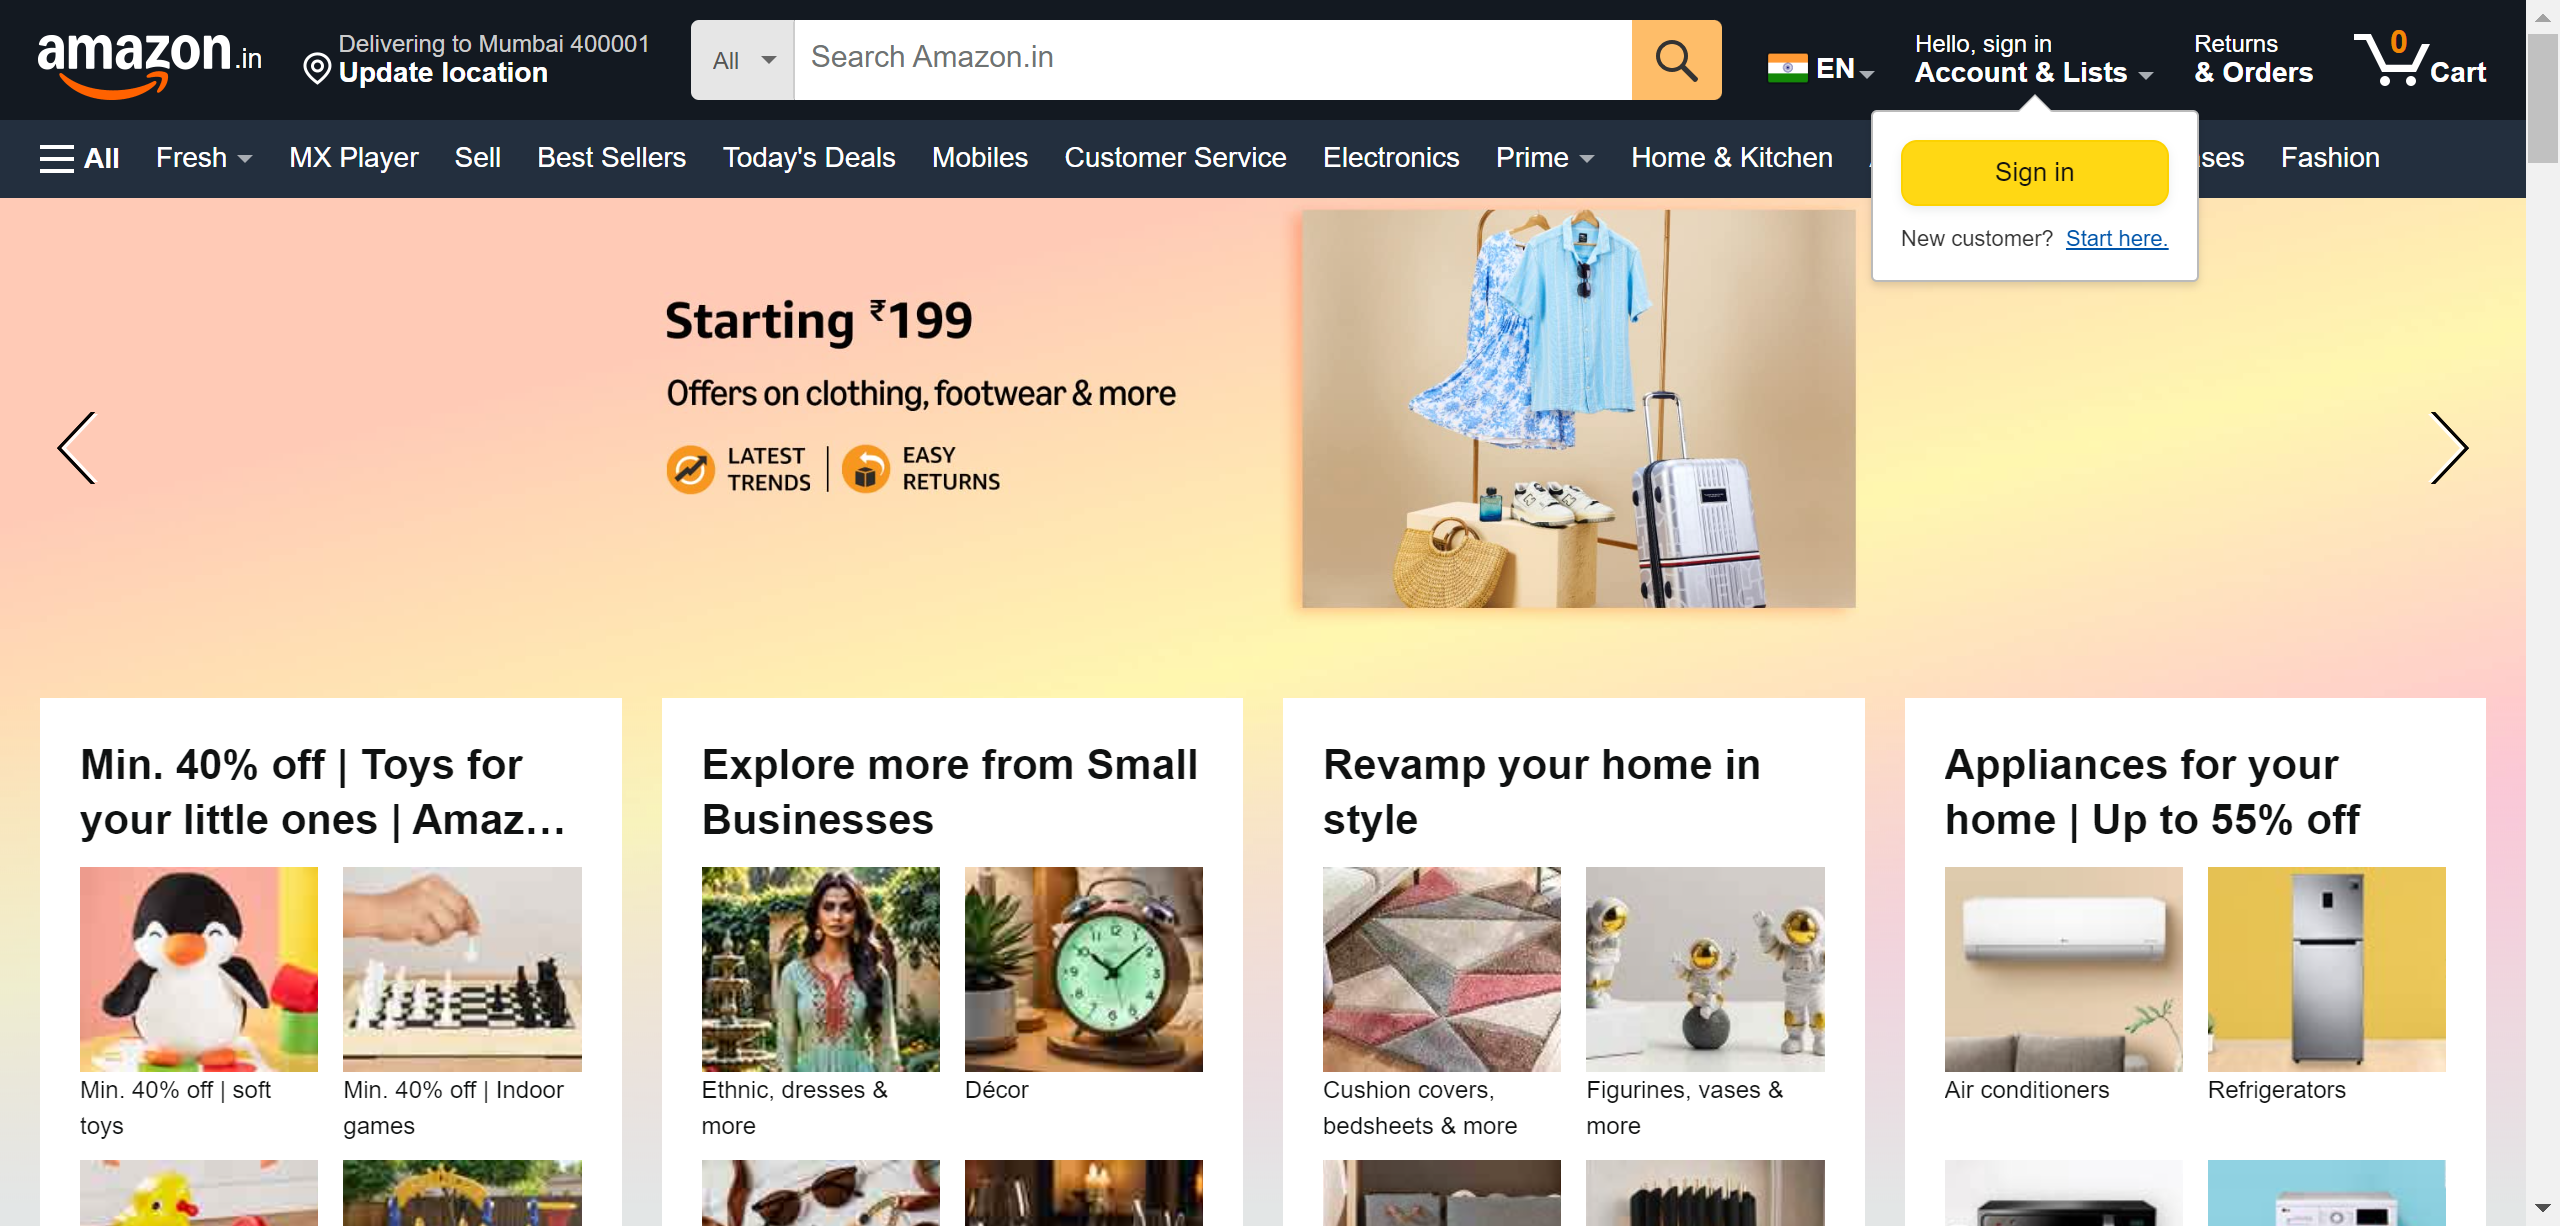 amazon.in
Delivering to Mumbai 400001
Update location
All
Search Amazon.in
EN
Hello, sign in
Account & Lists
Returns
& Orders
0
Cart
All
Fresh
MX Player
Sell
Best Sellers
Today's Deals
Mobiles
Customer Service
Electronics
Prime
Home & Kitchen
Fashion
Sign in
New customer? Start here.
Starting ₹199
Offers on clothing, footwear & more
LATEST
TRENDS
EASY
RETURNS
Min. 40% off | Toys for
your little ones | Amaz…
Explore more from Small
Businesses
Revamp your home in
style
Appliances for your
home | Up to 55% off
Min. 40% off | soft
toys
Min. 40% off | Indoor
games
Ethnic, dresses &
more
Décor
Cushion covers,
bedsheets & more
Figurines, vases &
more
Air conditioners
Refrigerators